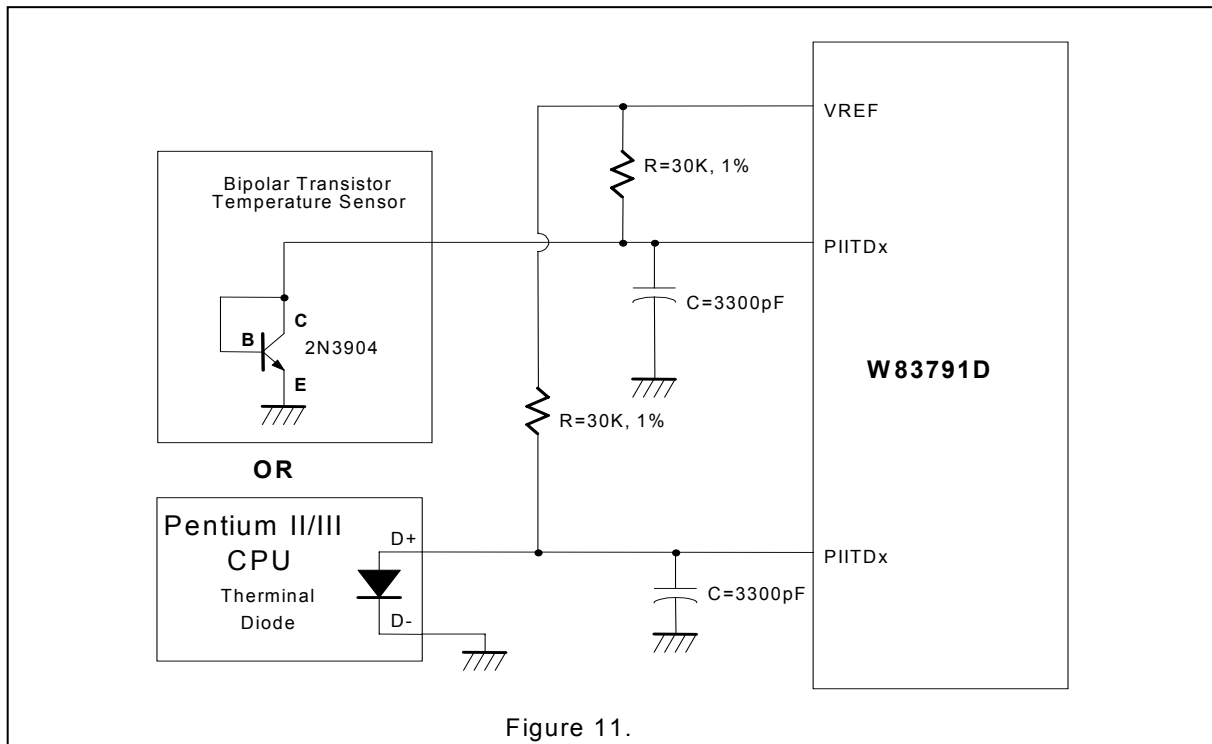 VREF
R=30K, 1%
Bipolar Transistor
Temperature Sensor
PIITDx
C=3300pF
C
B
2N3904
E
W83791D
R=30K, 1%
OR
Pentium II/III
CPU
Therminal
Diode
D+
D-
PIITDx
C=3300pF
Figure 11.